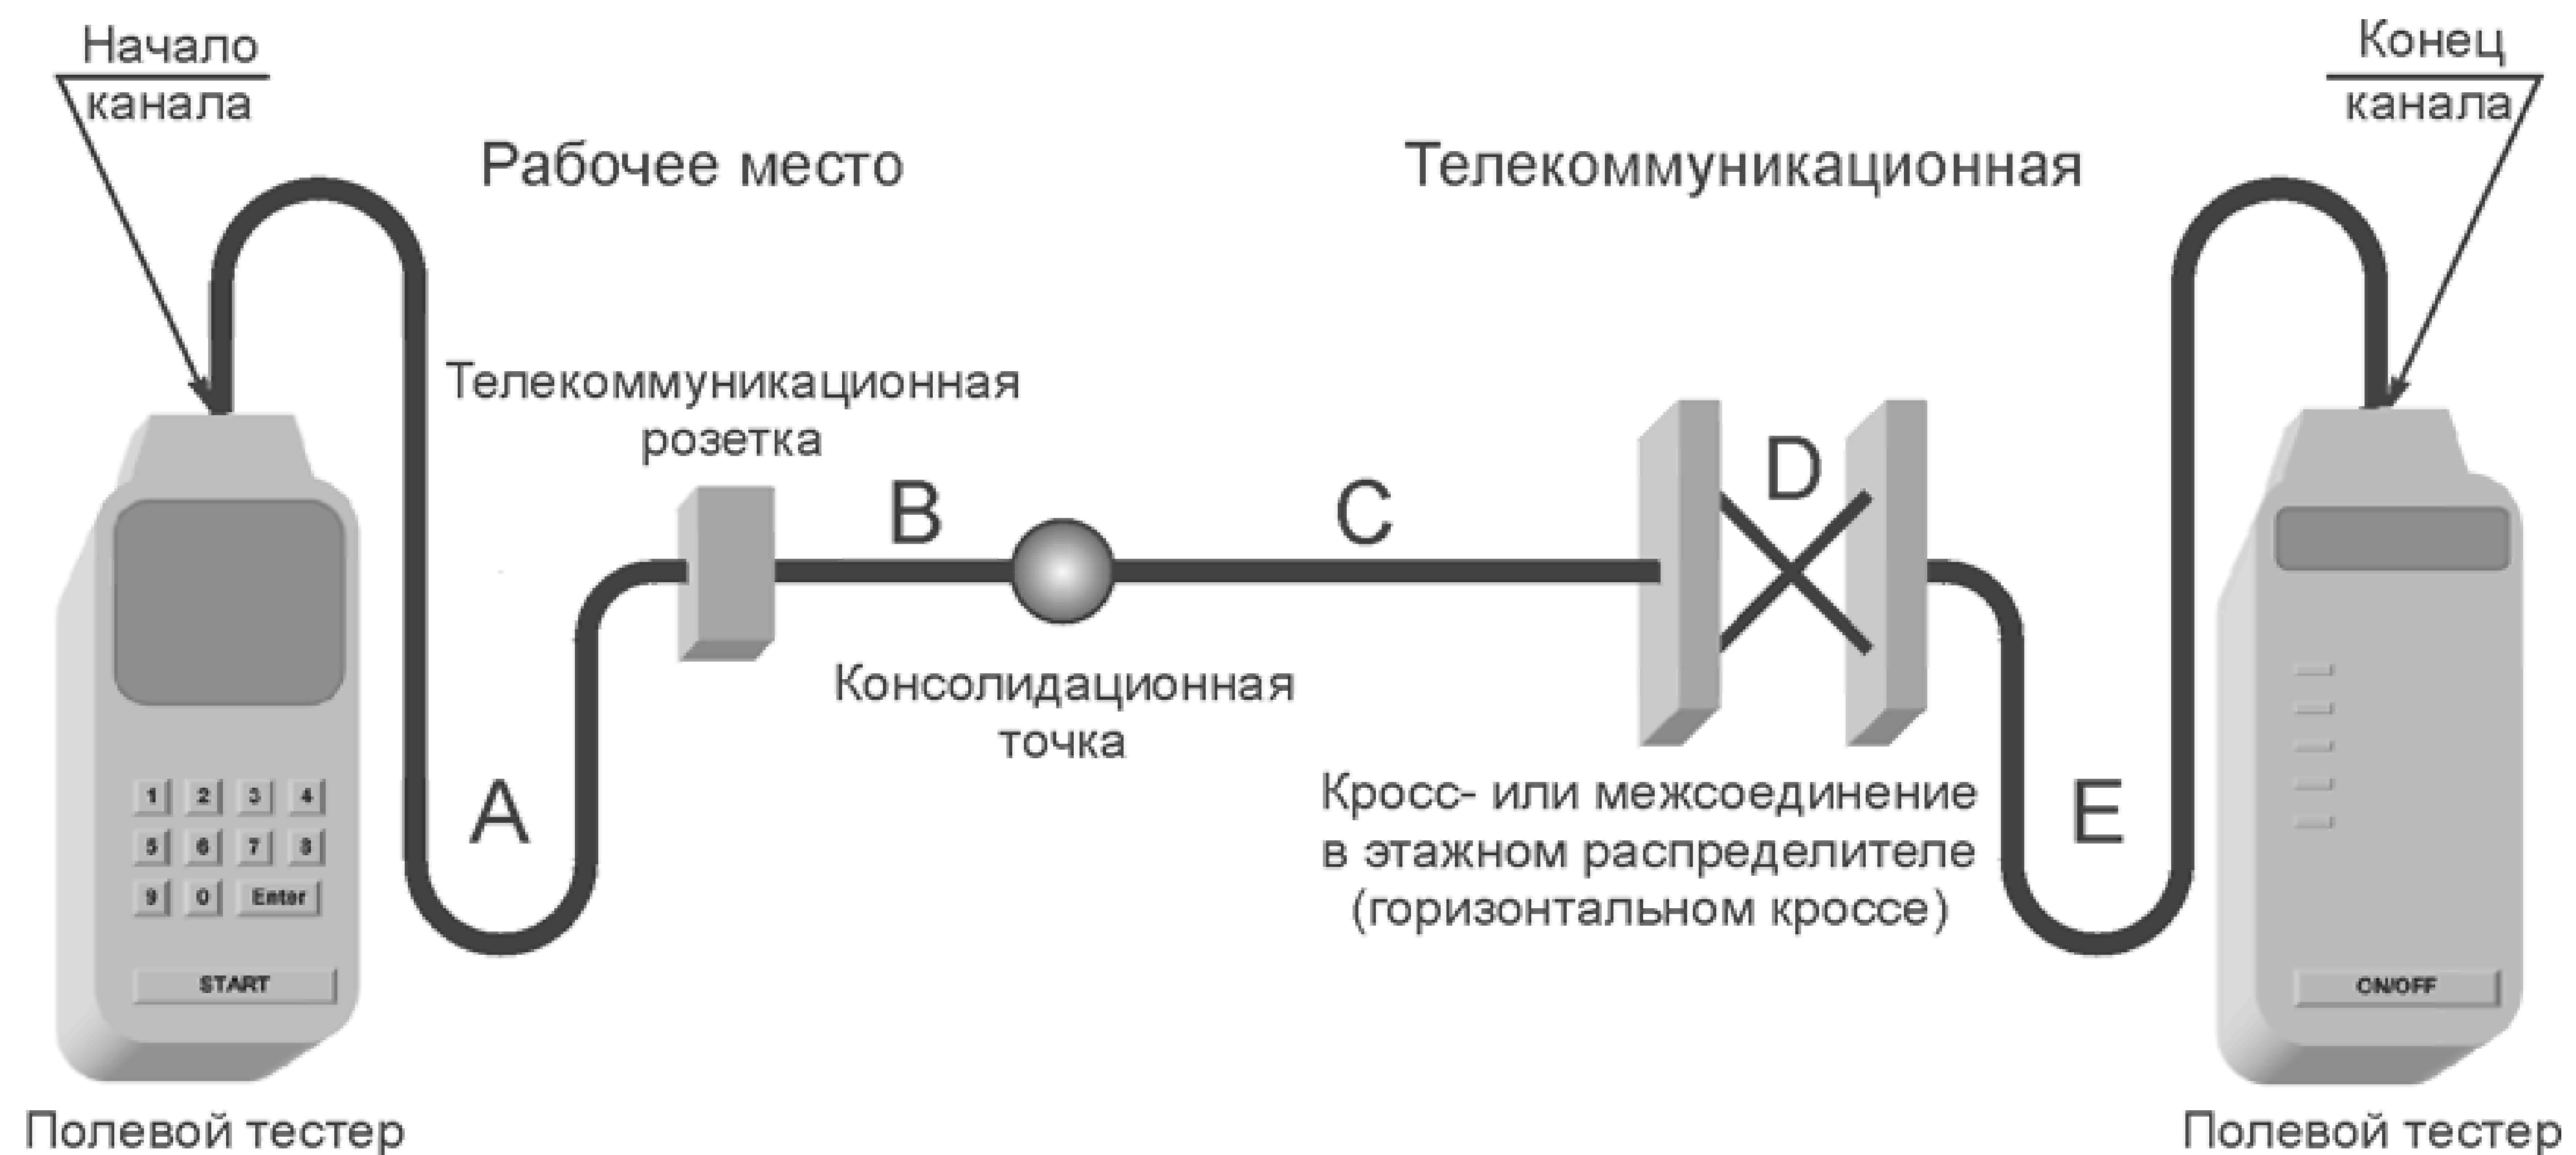 Начало
канала
Конец
канала
Рабочее место
Телекоммуникационная
Телекоммуникационная
розетка
B
C
D
Консолидационная
точка
A
Кросс- или межсоединение
в этажном распределителе
(горизонтальном кроссе)
E
1 2 3 4
5 6 7 8
9 0 Enter
START
ON/OFF
Полевой тестер
Полевой тестер